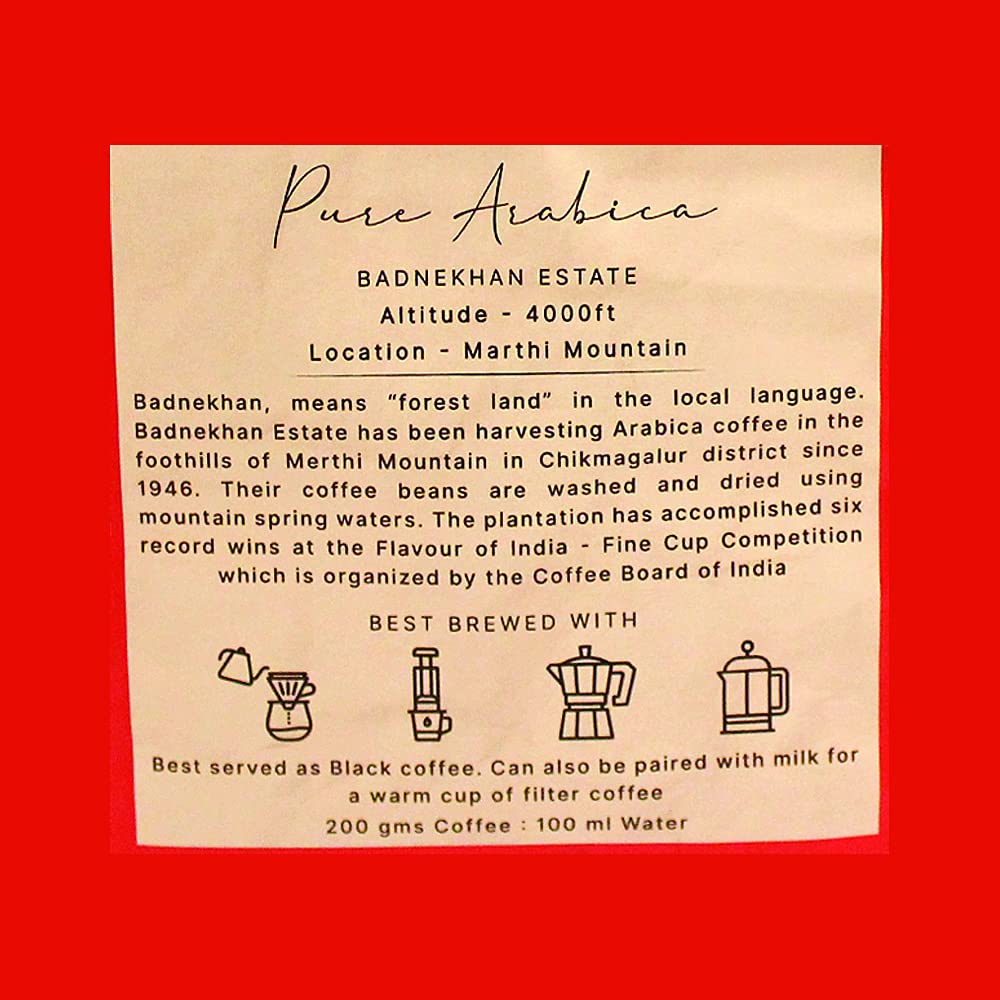 Pure Arabica
BADNEKHAN ESTATE
Altitude - 4000ft
Location - Marthi Mountain
Badnekhan, means “forest land” in the local language.
Badnekhan Estate has been harvesting Arabica coffee in the
foothills of Merthi Mountain in Chikmagalur district since
1946. Their coffee beans are washed and dried using
mountain spring waters. The plantation has accomplished six
record wins at the Flavour of India - Fine Cup Competition
which is organized by the Coffee Board of India
BEST BREWED WITH
Best served as Black coffee. Can also be paired with milk for
a warm cup of filter coffee
200 gms Coffee : 100 ml Water